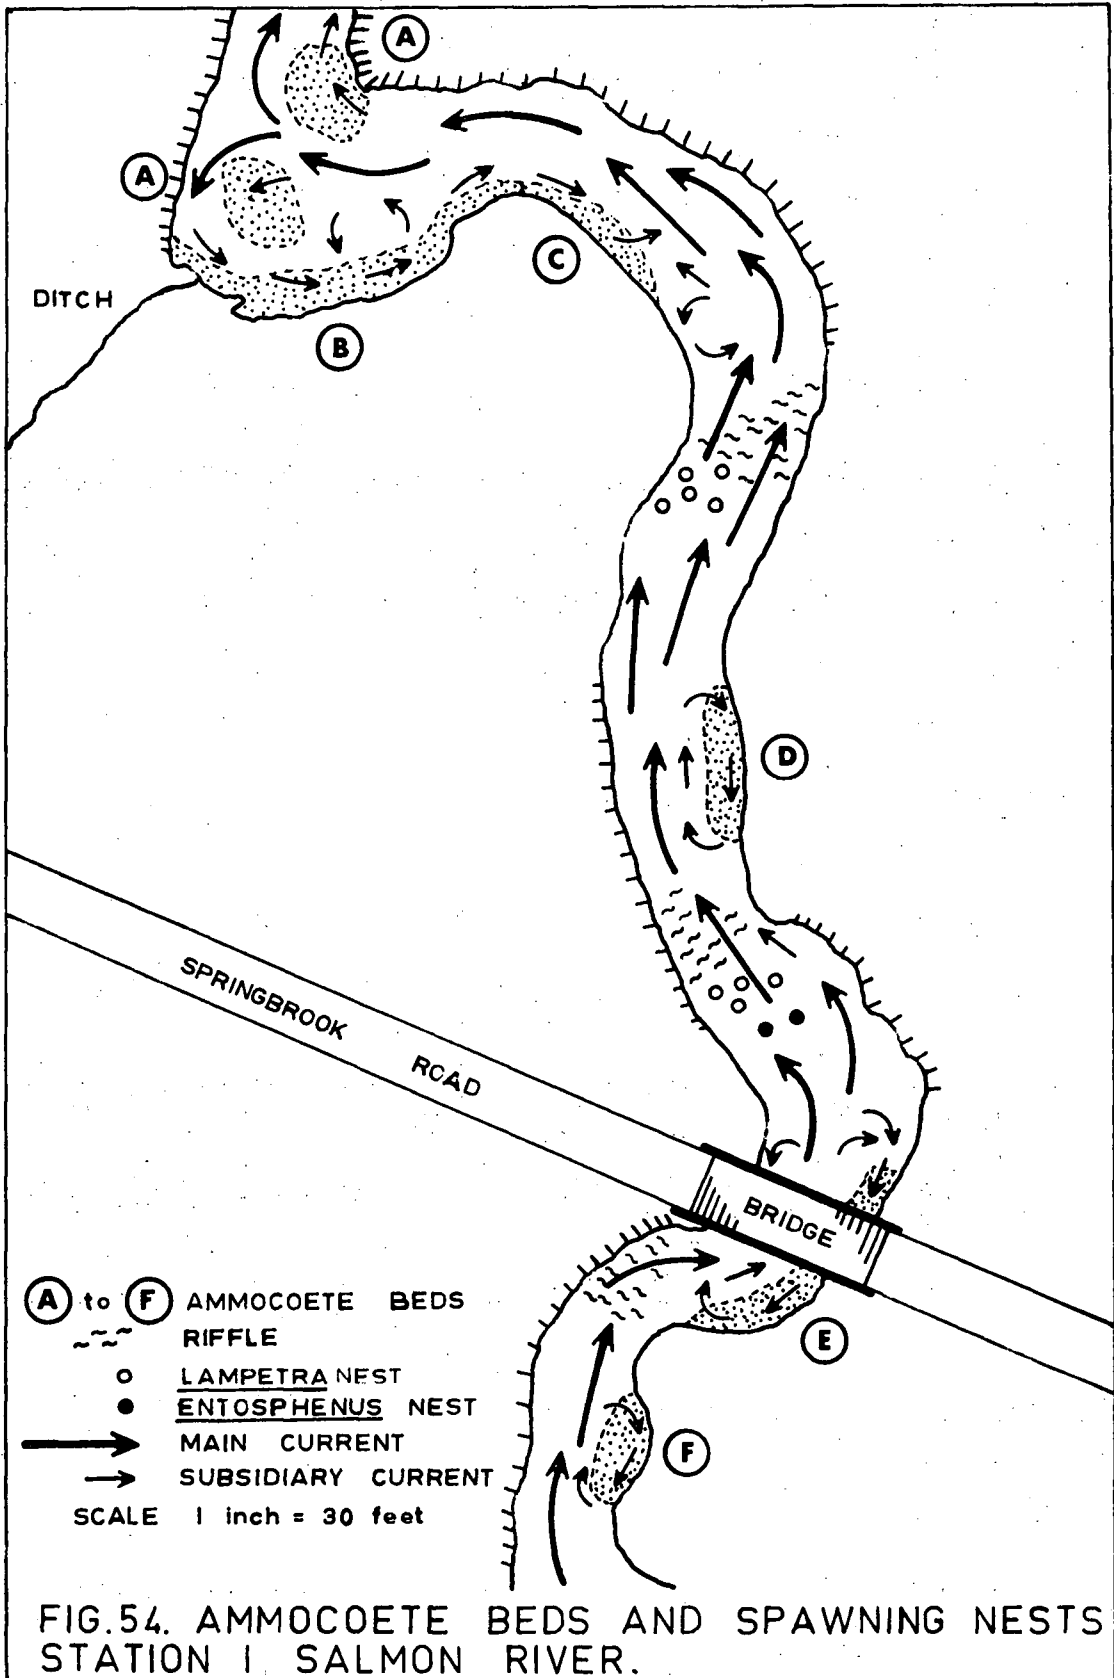 A
A
C
DITCH
B
D
SPRINGBROOK ROAD
BRIDGE
E
F
A to F AMMOCOETE BEDS
RIFFLE
LAMPETRA NEST
ENTOSPHENUS NEST
MAIN CURRENT
SUBSIDIARY CURRENT
SCALE 1 inch = 30 feet
FIG.54. AMMOCOETE BEDS AND SPAWNING NESTS
STATION 1 SALMON RIVER.